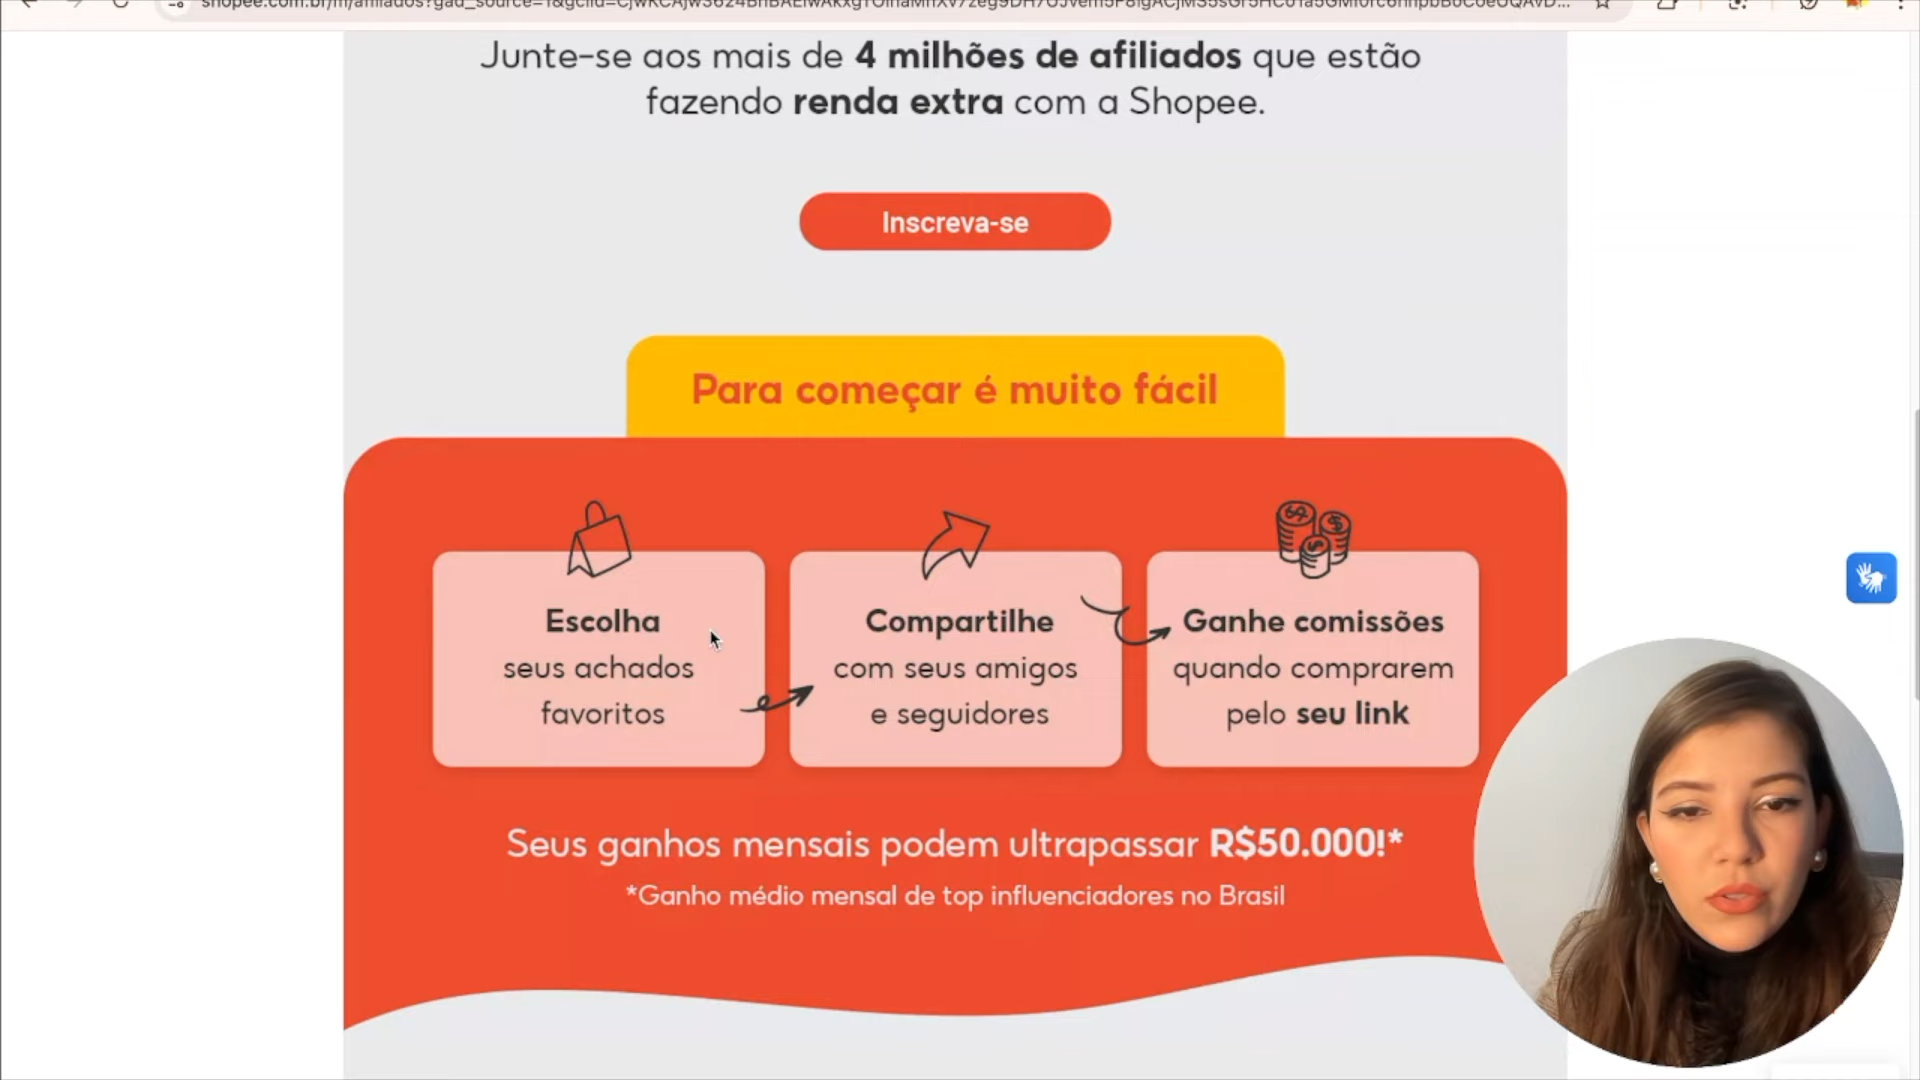 Junte-se aos mais de 4 milhões de afiliados que estão
fazendo renda extra com a Shopee.
Inscreva-se
Para começar é muito fácil
Escolha
seus achados
favoritos
Compartilhe
com seus amigos
e seguidores
Ganhe comissões
quando comprarem
pelo seu link
Seus ganhos mensais podem ultrapassar R$50.000!*
*Ganho médio mensal de top influenciadores no Brasil